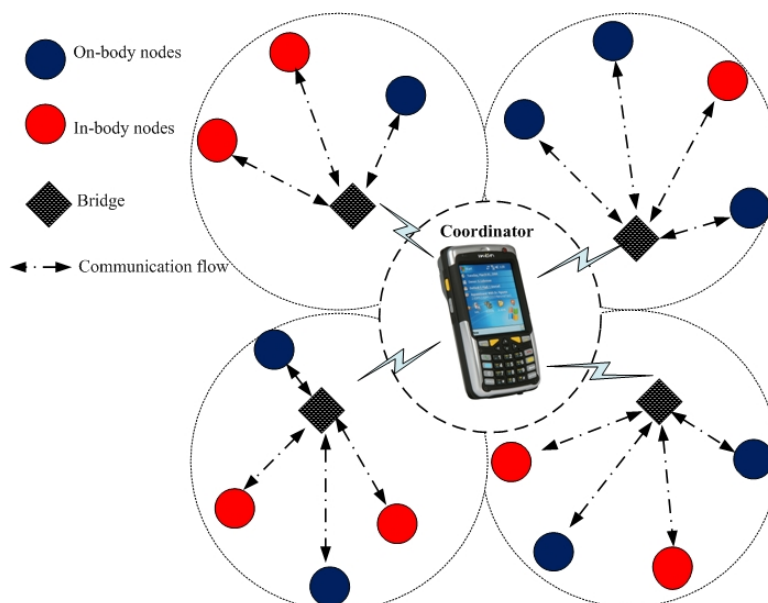 On-body nodes
In-body nodes
Bridge
Communication flow
Coordinator